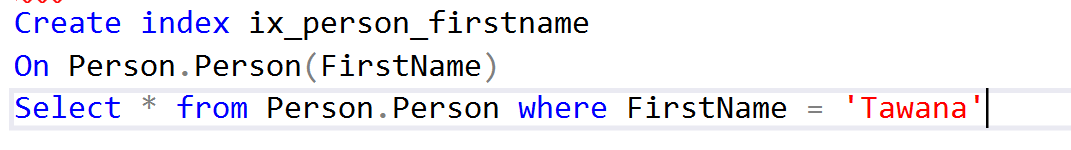 Create index ix_person_firstname
On Person.Person(FirstName)
Select * from Person.Person where FirstName = 'Tawana'